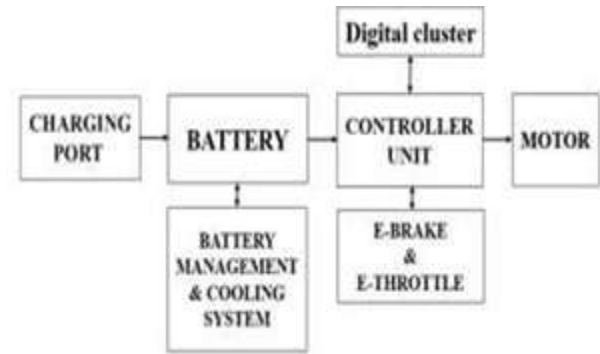 Digital cluster
CHARGING
PORT
BATTERY
CONTROLLER
UNIT
MOTOR
BATTERY
MANAGEMENT
& COOLING
SYSTEM
E-BRAKE
&
E-THROTTLE